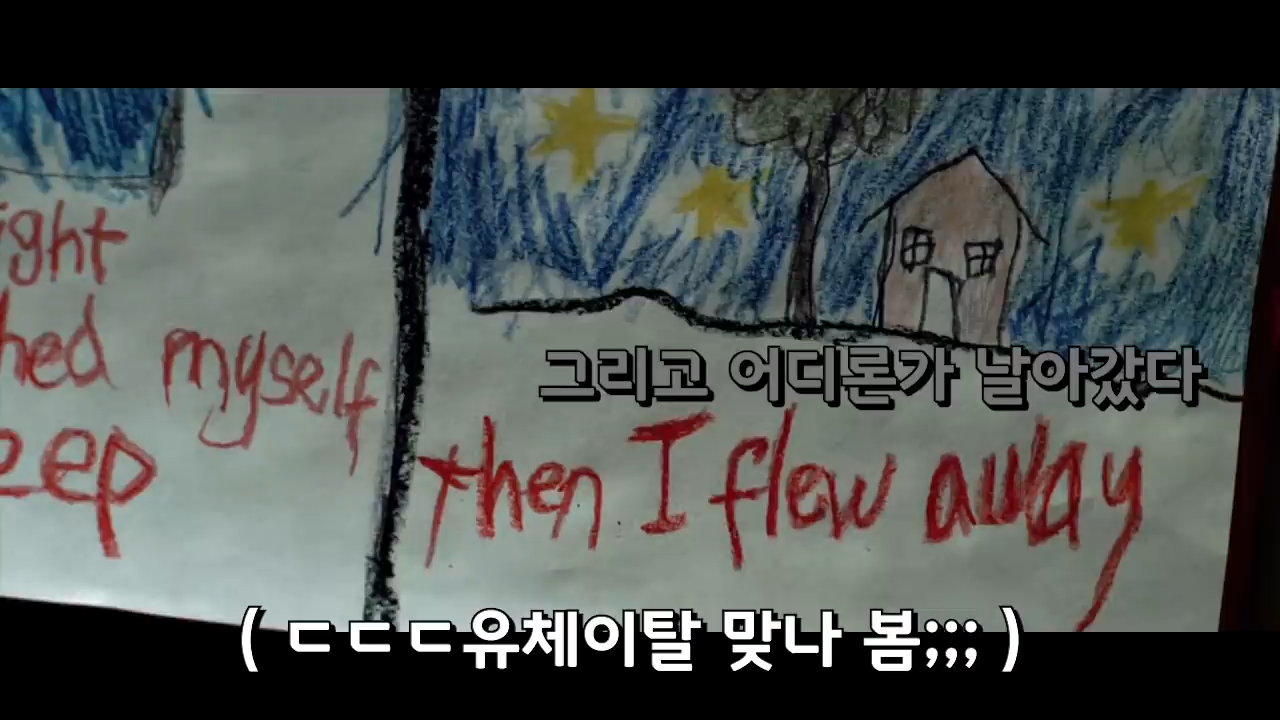 ight
hed myself
eep
그리고 어디론가 날아갔다
then I flew away
( ㄷㄷㄷ유체이탈 맞나 봄;;; )